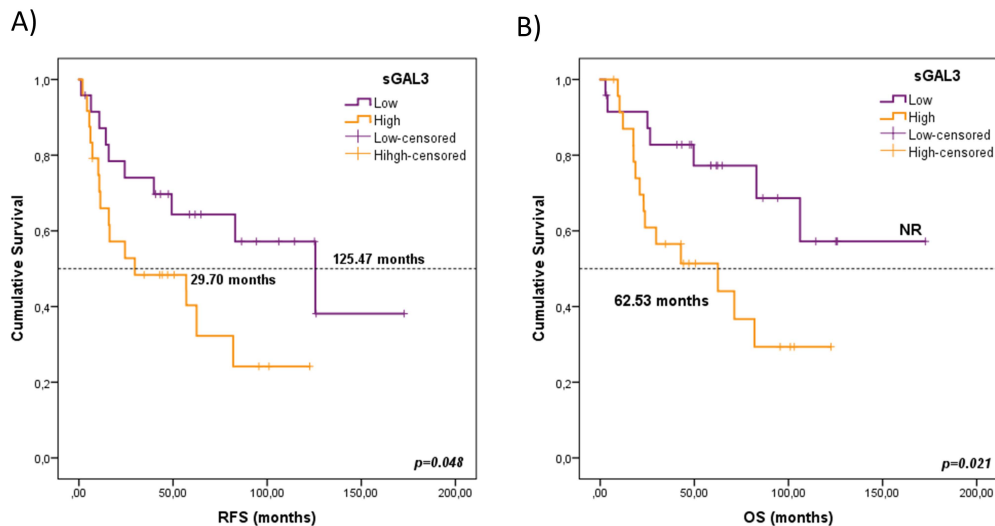 A)
sGAL3
Low
High
Low-censored
Hihgh-censored
Cumulative Survival
1,0
0,8
0,6
0,4
0,2
0,0
125.47 months
29.70 months
p=0.048
,00
50,00
100,00
150,00
200,00
RFS (months)
B)
sGAL3
Low
High
Low-censored
High-censored
Cumulative Survival
1,0
0,8
0,6
0,4
0,2
0,0
NR
62.53 months
p=0.021
,00
50,00
100,00
150,00
200,00
OS (months)